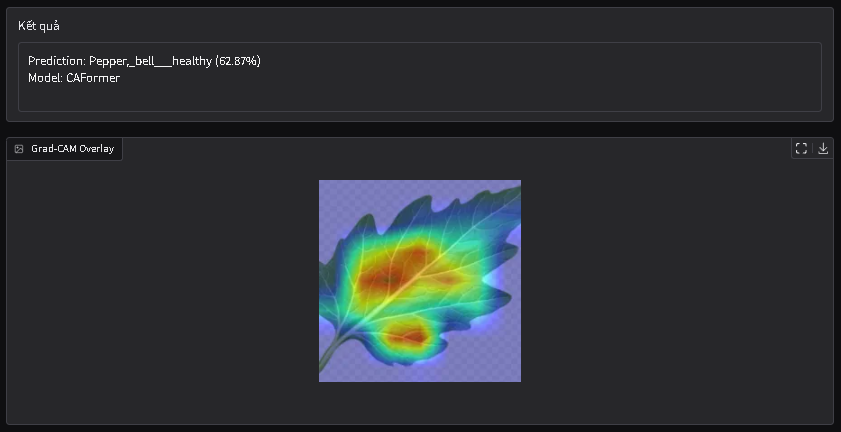 Kết quả
Prediction: Pepper,_bell___healthy (62.87%)
Model: CAFormer
Grad-CAM Overlay